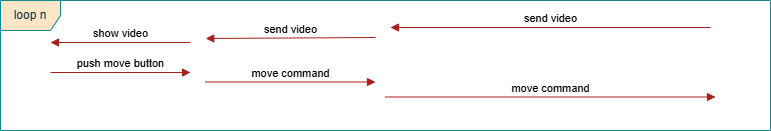 loop n
send video
send video
show video
push move button
move command
move command